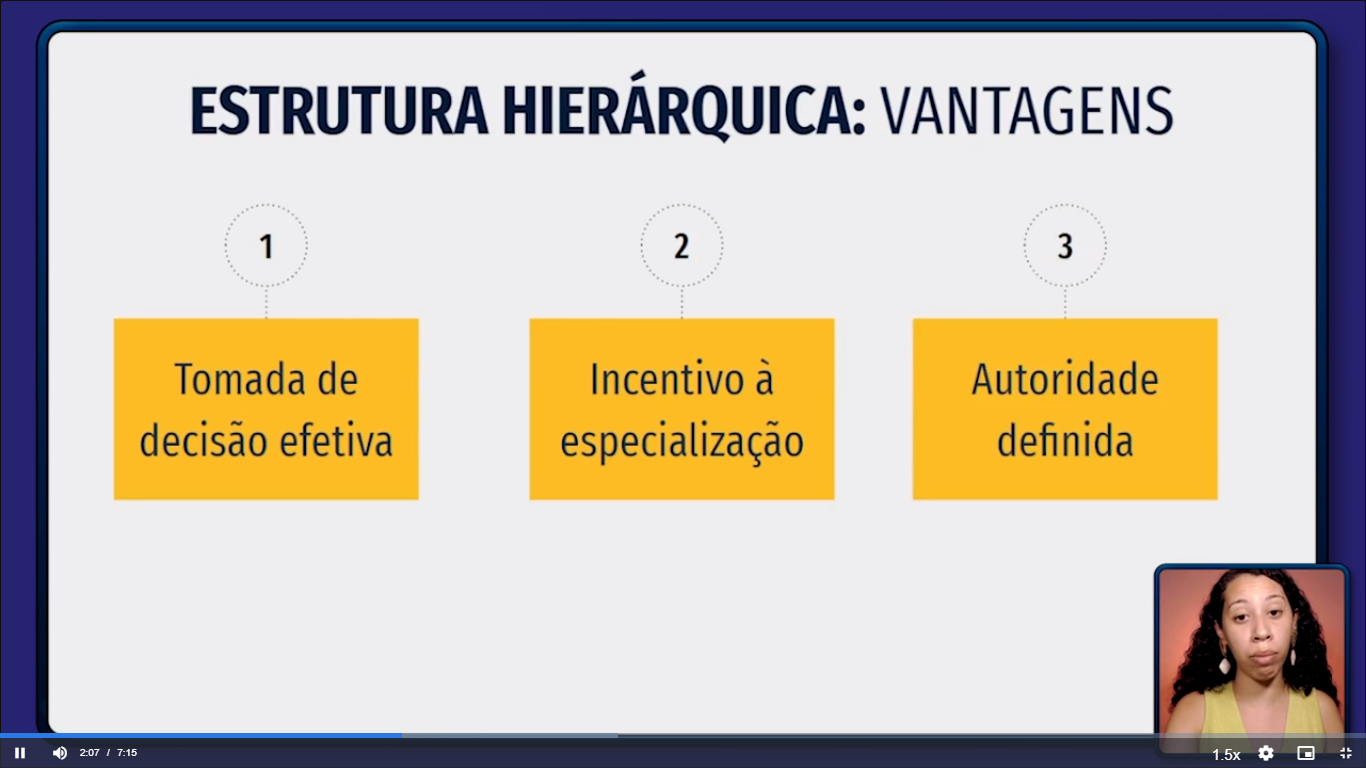 ESTRUTURA HIERÁRQUICA: VANTAGENS
1
2
3
Tomada de
decisão efetiva
Incentivo à
especialização
Autoridade
definida
2:07 / 7:15
1.5x